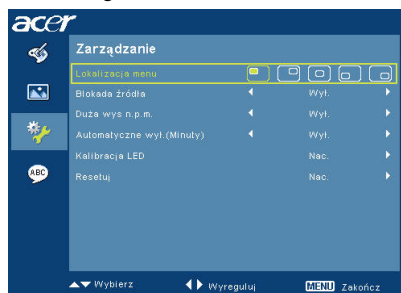 acer
Zarządzanie
Lokalizacja menu
Blokada źródła Wył.
Duża wys n.p.m. Wył.
Automatyczne wył.(Minuty) Wył.
Kalibracja LED Nac.
Resetuj Nac.
ABC
Wybierz Wyreguluj MENU Zakończ